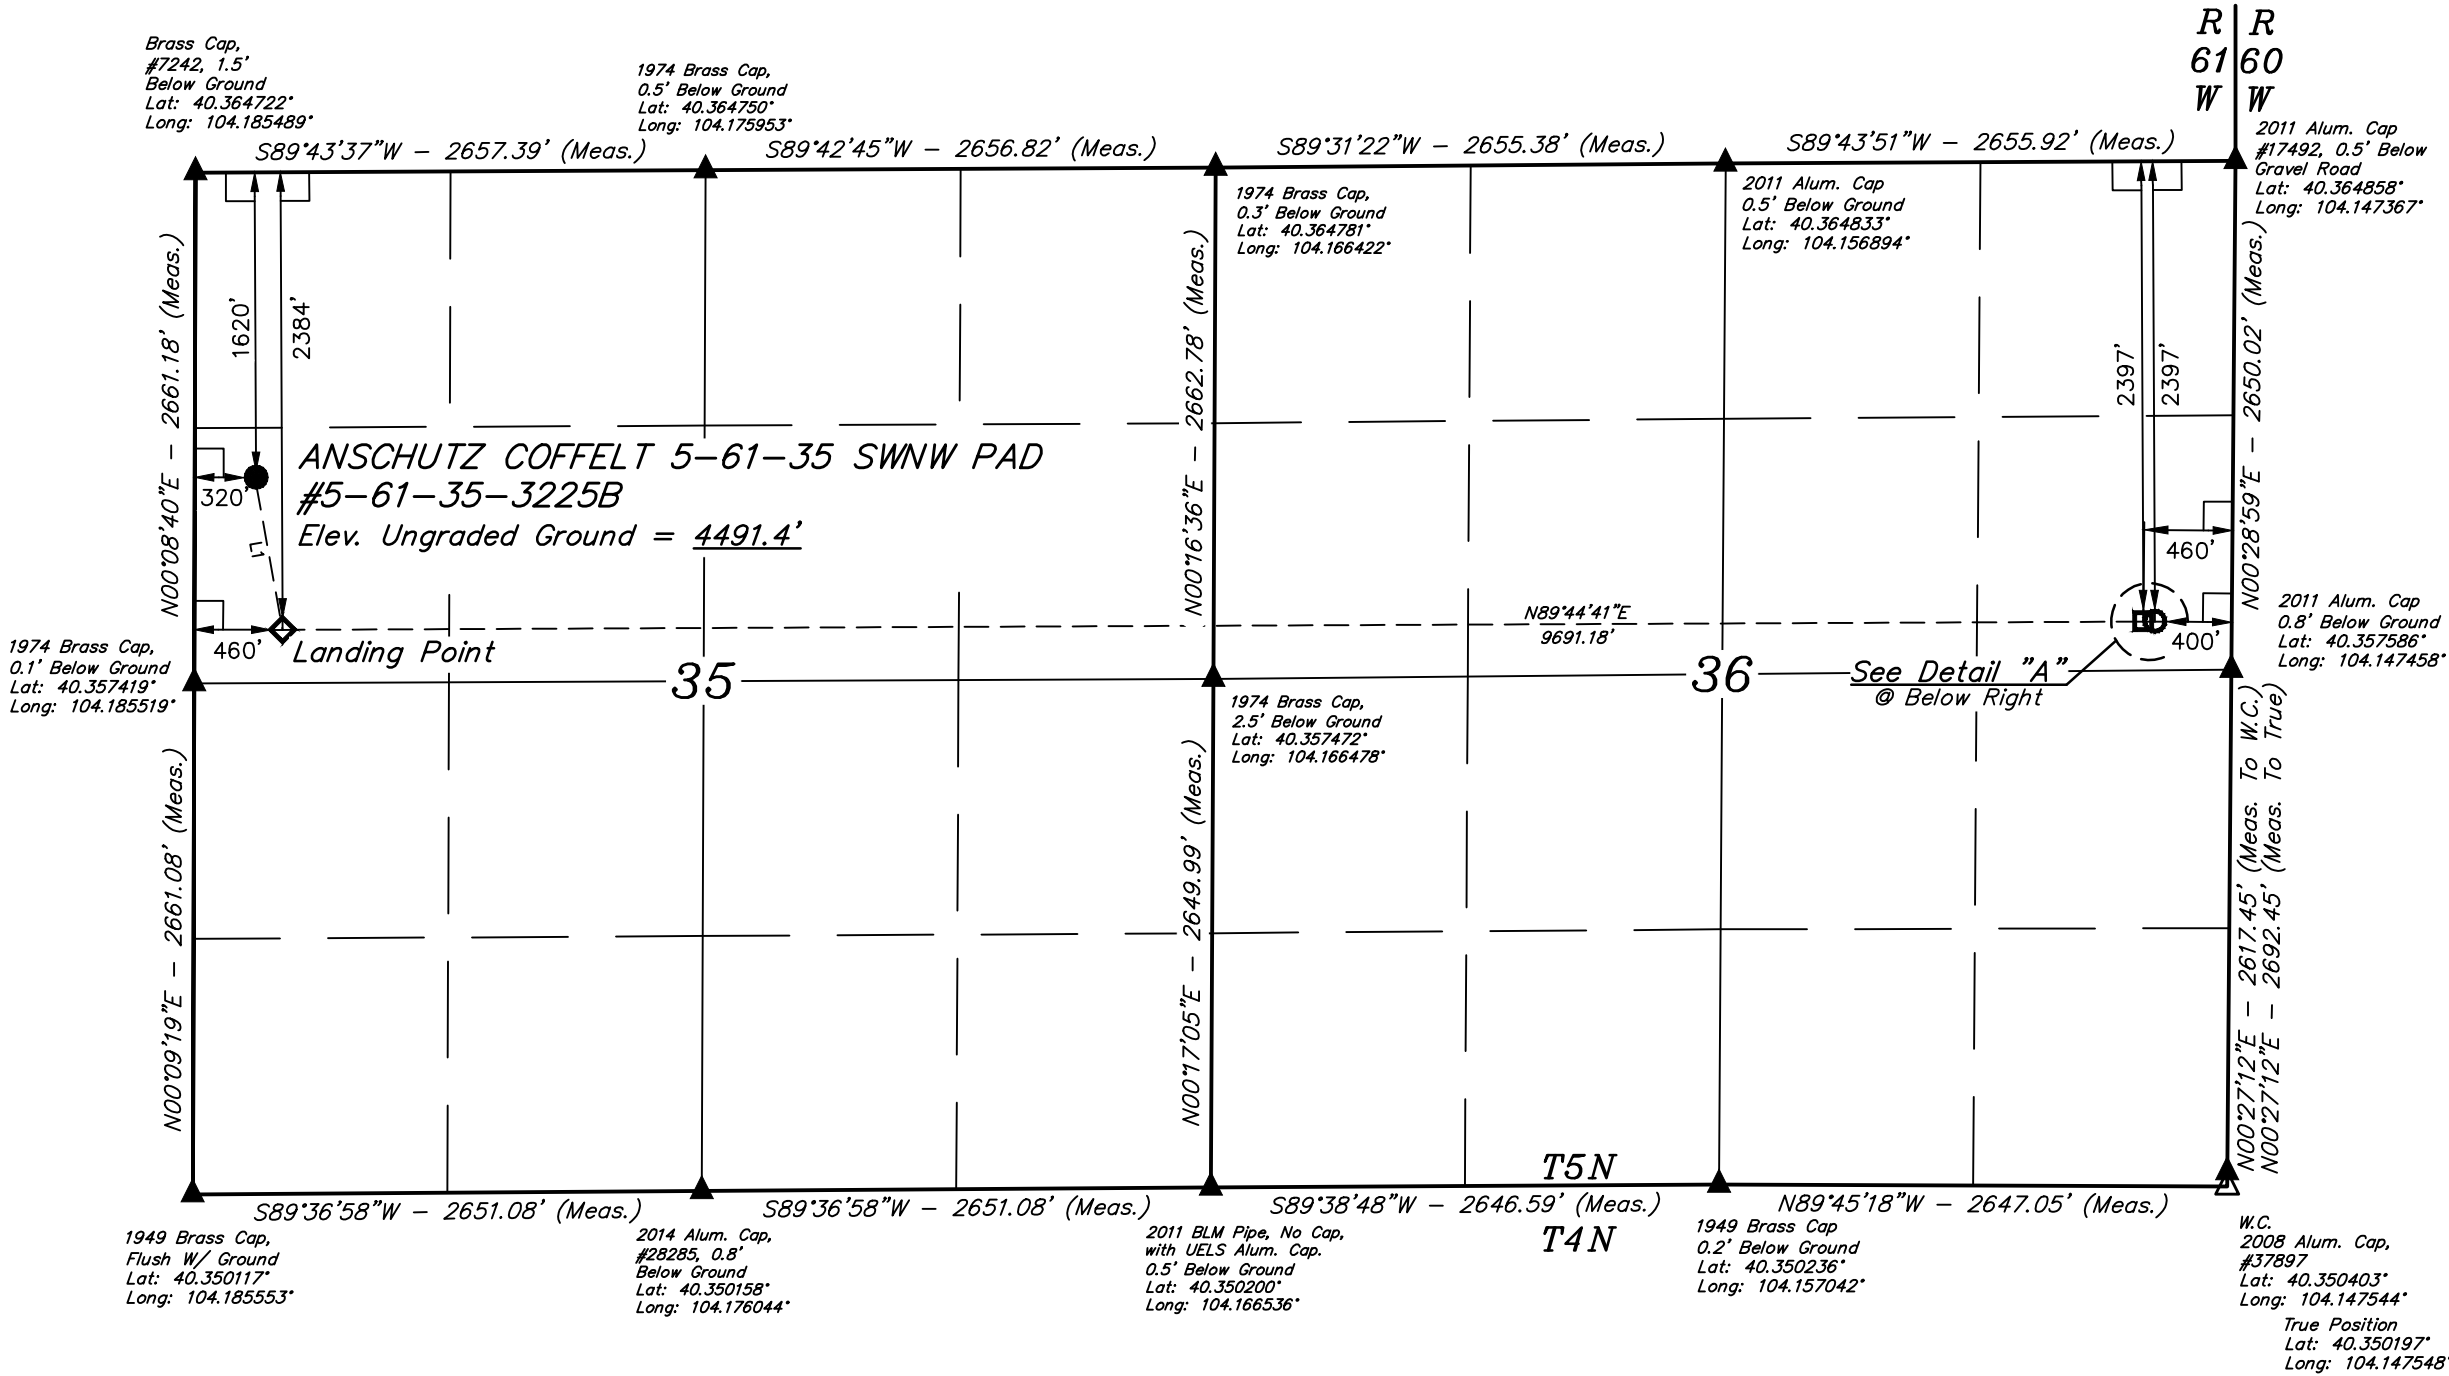 R R
61 60
W W
Brass Cap,
#7242, 1.5'
Below Ground
Lat: 40.364722°
Long: 104.185489°
1974 Brass Cap,
0.5' Below Ground
Lat: 40.364750°
Long: 104.175953°
S89°43'37"W - 2657.39' (Meas.)
S89°42'45"W - 2656.82' (Meas.)
S89°31'22"W - 2655.38' (Meas.)
S89°43'51"W - 2655.92' (Meas.)
2011 Alum. Cap
#17492, 0.5' Below
Gravel Road
Lat: 40.364858°
Long: 104.147367°
1974 Brass Cap,
0.3' Below Ground
Lat: 40.364781°
Long: 104.166422°
2011 Alum. Cap
0.5' Below Ground
Lat: 40.364833°
Long: 104.156894°
N00°08'40"E - 2661.18' (Meas.)
1620'
2384'
N00°16'36"E - 2662.78' (Meas.)
2397'
2397'
N00°28'59"E - 2650.02' (Meas.)
ANSCHUTZ COFFELT 5-61-35 SWNW PAD
#5-61-35-3225B
Elev. Ungraded Ground = 4491.4'
320'
L1
460'
Landing Point
N89°44'41"E
9691.18'
460'
400'
1974 Brass Cap,
0.1' Below Ground
Lat: 40.357419°
Long: 104.185519°
2011 Alum. Cap
0.8' Below Ground
Lat: 40.357586°
Long: 104.147458°
35
36
See Detail "A"
@ Below Right
1974 Brass Cap,
2.5' Below Ground
Lat: 40.357472°
Long: 104.166478°
N00°09'19"E - 2661.08' (Meas.)
N00°17'05"E - 2649.99' (Meas.)
N00°27'12"E - 2617.45' (Meas. To W.C.)
N00°27'12"E - 2692.45' (Meas. To True)
T5N
S89°36'58"W - 2651.08' (Meas.)
S89°36'58"W - 2651.08' (Meas.)
S89°38'48"W - 2646.59' (Meas.)
N89°45'18"W - 2647.05' (Meas.)
T4N
1949 Brass Cap,
Flush W/ Ground
Lat: 40.350117°
Long: 104.185553°
2014 Alum. Cap,
#28285, 0.8'
Below Ground
Lat: 40.350158°
Long: 104.176044°
2011 BLM Pipe, No Cap,
with UELS Alum. Cap.
0.5' Below Ground
Lat: 40.350200°
Long: 104.166536°
1949 Brass Cap
0.2' Below Ground
Lat: 40.350236°
Long: 104.157042°
W.C.
2008 Alum. Cap,
#37897
Lat: 40.350403°
Long: 104.147544°
True Position
Lat: 40.350197°
Long: 104.147548°